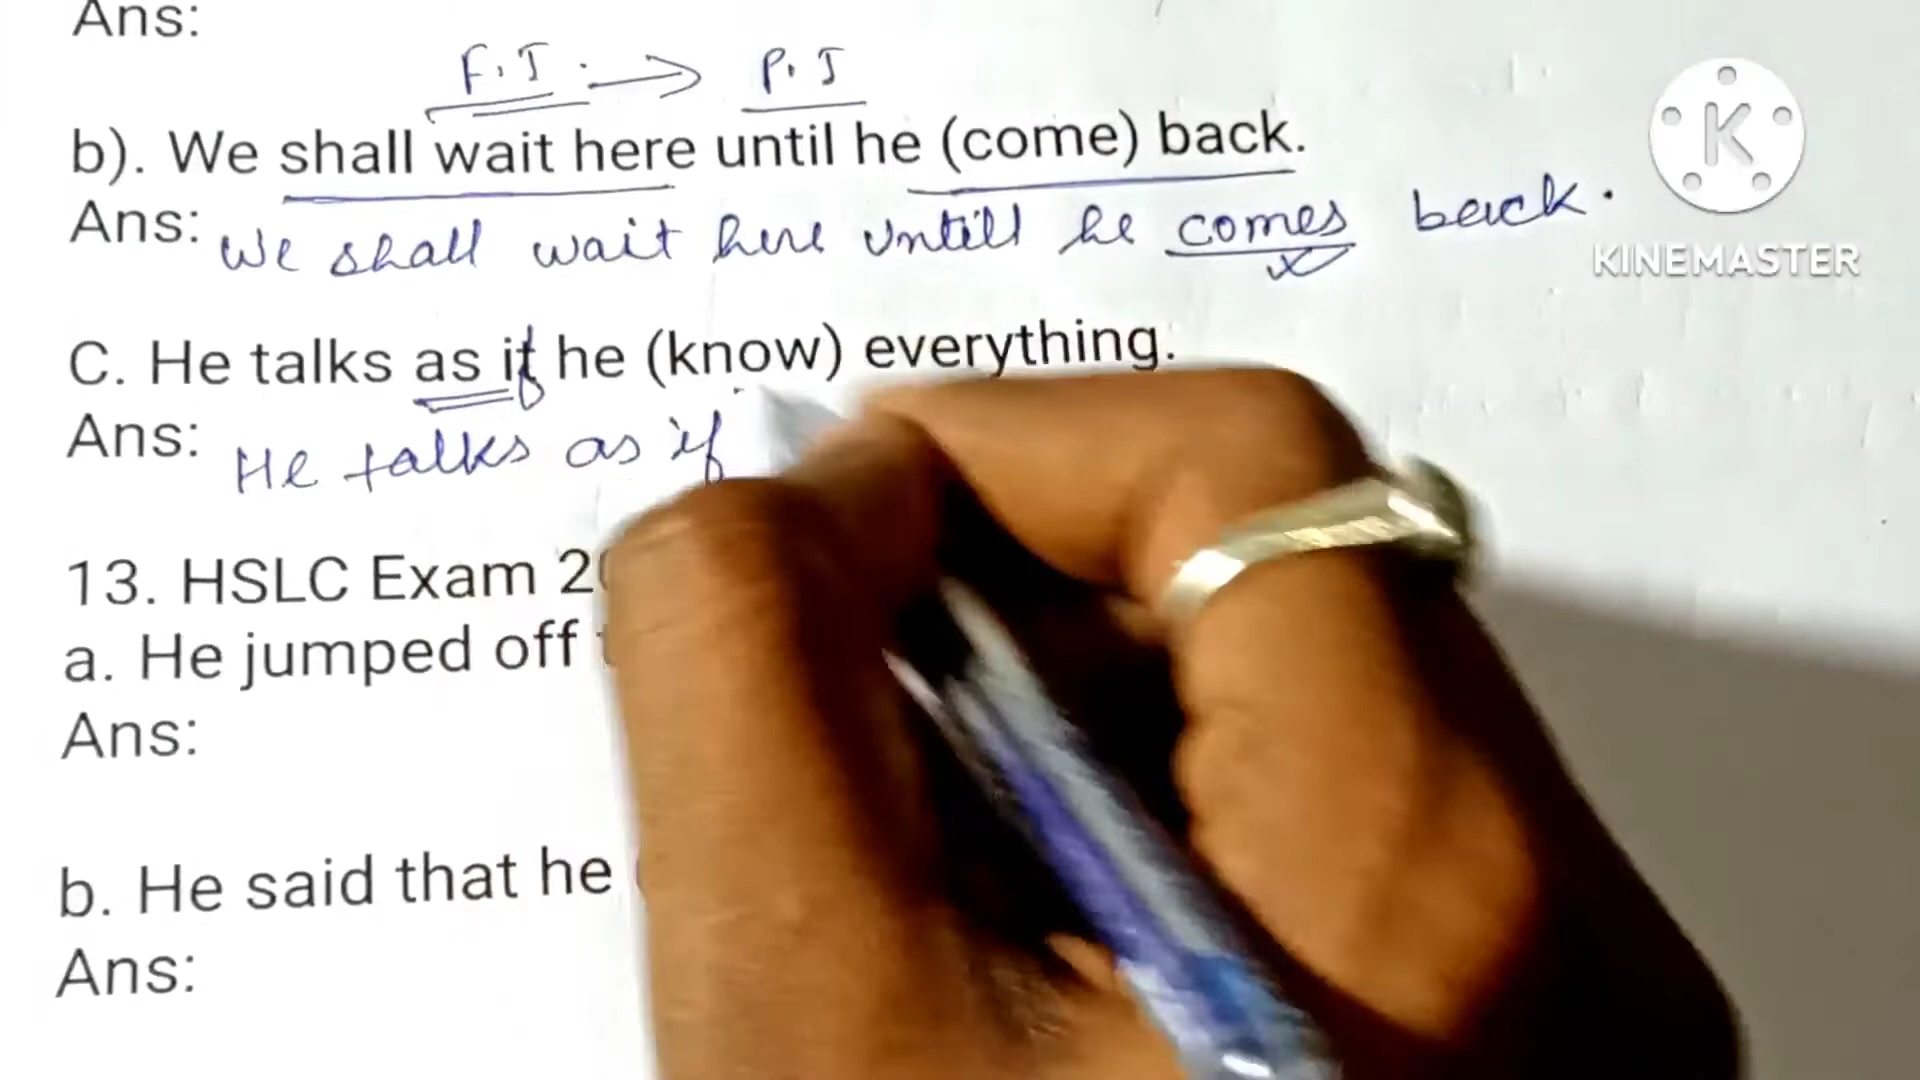 Ans:
F.T. → P.T
b). We shall wait here until he (come) back.
Ans: We shall wait here untill he comes back.
C. He talks as if he (know) everything.
Ans: He talks as if
13. HSLC Exam
a. He jumped off
Ans:
b. He said that he
Ans:
K
KINEMASTER